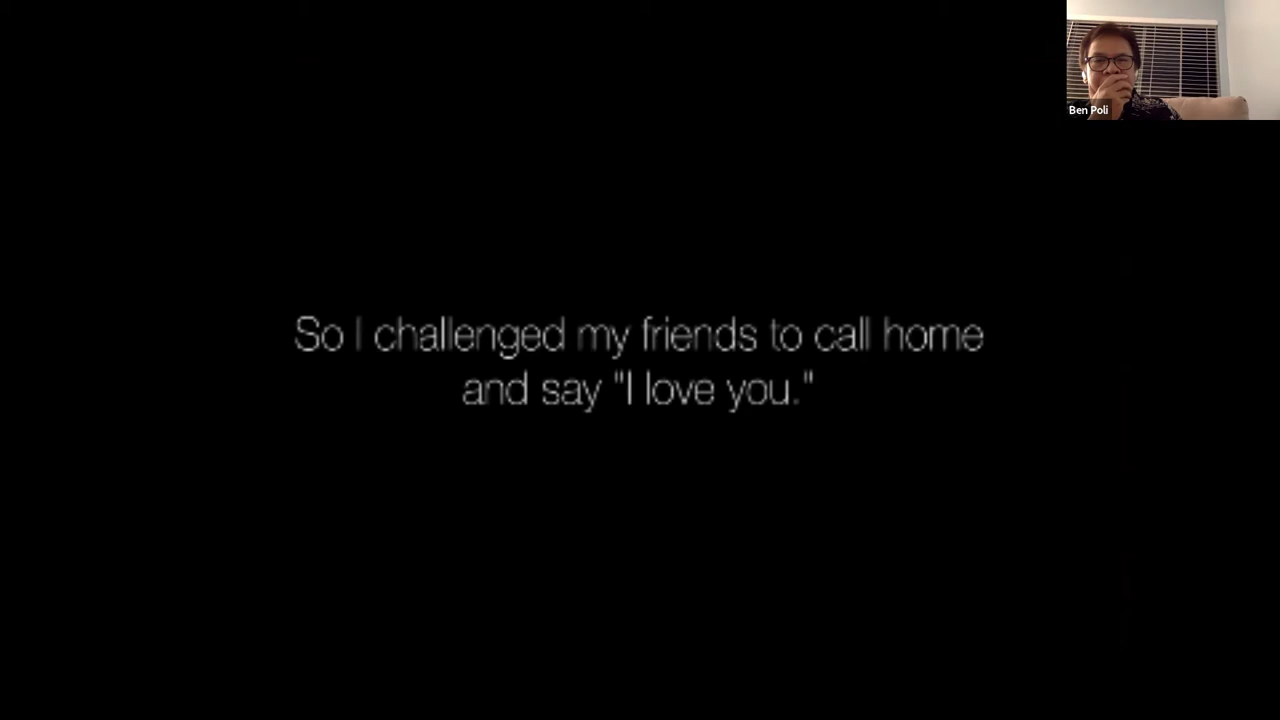 Ben Poli
So I challenged my friends to call home
and say "I love you."